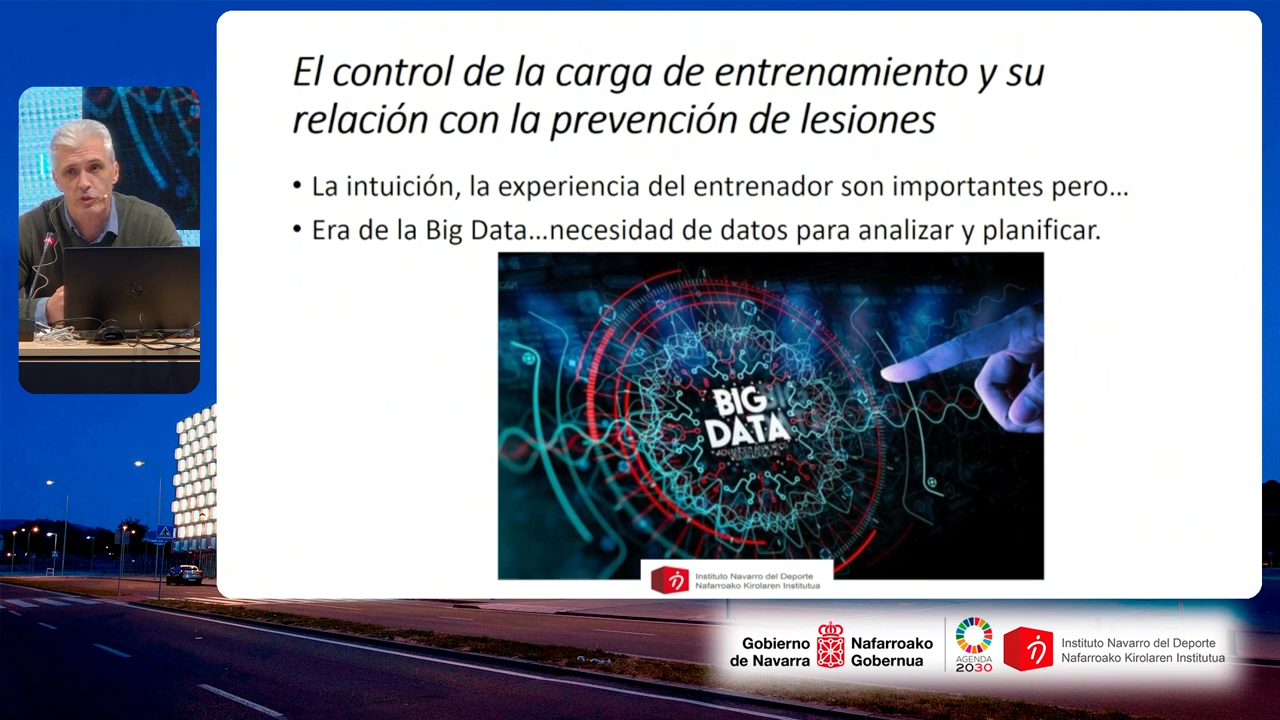 El control de la carga de entrenamiento y su
relación con la prevención de lesiones
• La intuición, la experiencia del entrenador son importantes pero...
• Era de la Big Data...necesidad de datos para analizar y planificar.
BIG
DATA
Instituto Navarro del Deporte
Nafarroako Kirolaren Institutua
Gobierno
de Navarra
Nafarroako
Gobernua
AGENDA
2030
Instituto Navarro del Deporte
Nafarroako Kirolaren Institutua